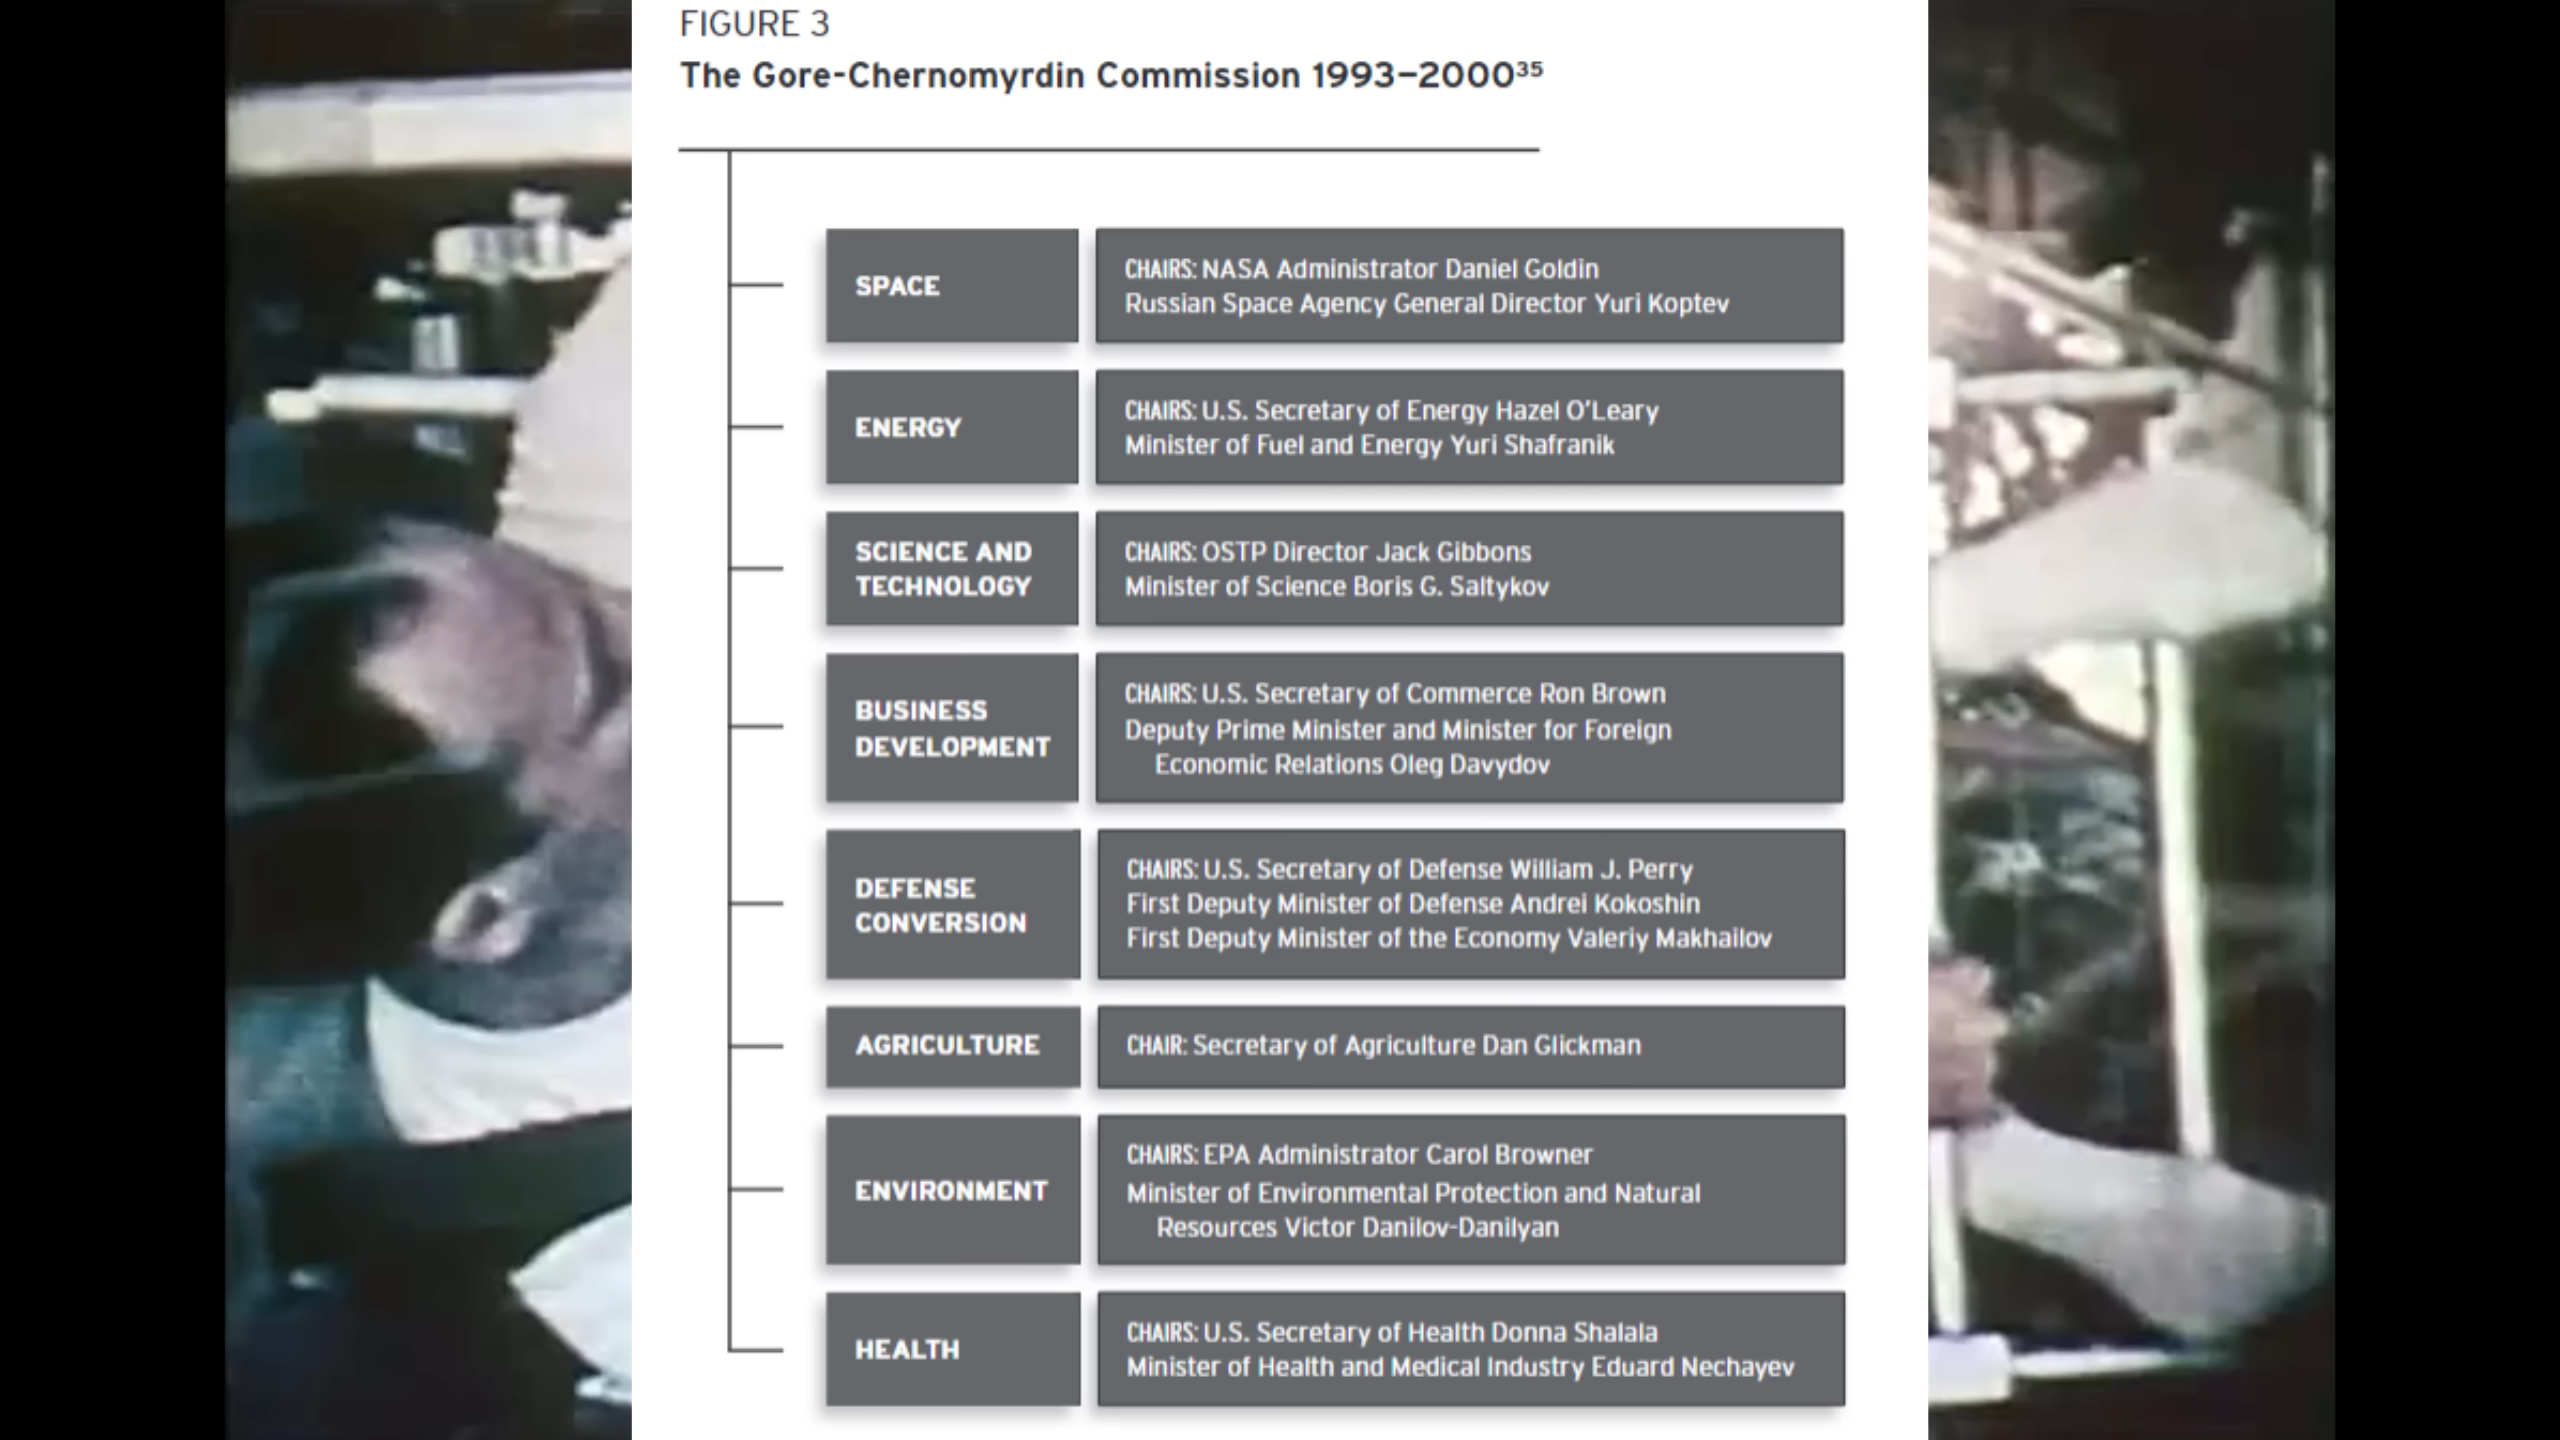 FIGURE 3
The Gore-Chernomyrdin Commission 1993–2000³⁵
SPACE
CHAIRS: NASA Administrator Daniel Goldin
Russian Space Agency General Director Yuri Koptev
ENERGY
CHAIRS: U.S. Secretary of Energy Hazel O'Leary
Minister of Fuel and Energy Yuri Shafranik
SCIENCE AND
TECHNOLOGY
CHAIRS: OSTP Director Jack Gibbons
Minister of Science Boris G. Saltykov
BUSINESS
DEVELOPMENT
CHAIRS: U.S. Secretary of Commerce Ron Brown
Deputy Prime Minister and Minister for Foreign
Economic Relations Oleg Davydov
DEFENSE
CONVERSION
CHAIRS: U.S. Secretary of Defense William J. Perry
First Deputy Minister of Defense Andrei Kokoshin
First Deputy Minister of the Economy Valeriy Makhailov
AGRICULTURE
CHAIR: Secretary of Agriculture Dan Glickman
ENVIRONMENT
CHAIRS: EPA Administrator Carol Browner
Minister of Environmental Protection and Natural
Resources Victor Danilov-Danilyan
HEALTH
CHAIRS: U.S. Secretary of Health Donna Shalala
Minister of Health and Medical Industry Eduard Nechayev